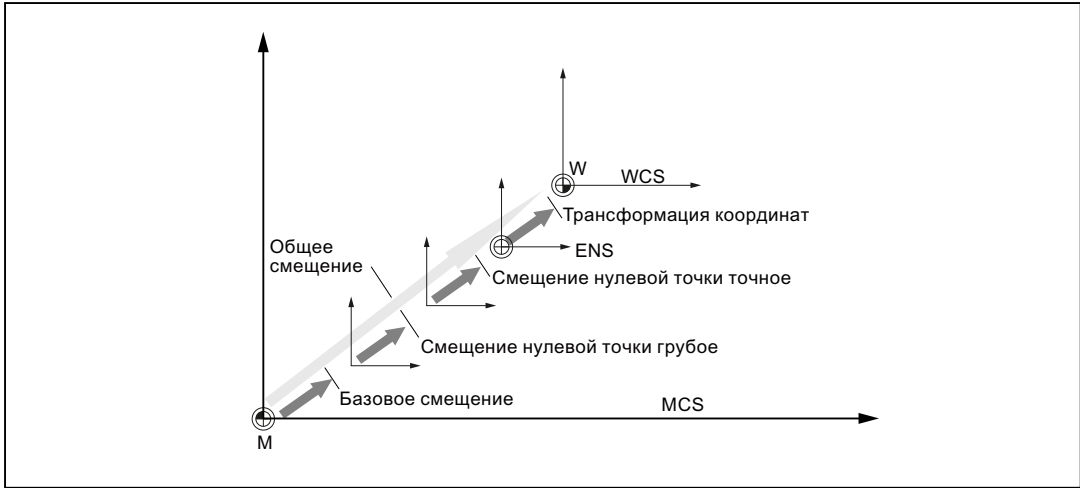 W
WCS
Трансформация координат
Общее
смещение
ENS
Смещение нулевой точки точное
Смещение нулевой точки грубое
Базовое смещение
MCS
M